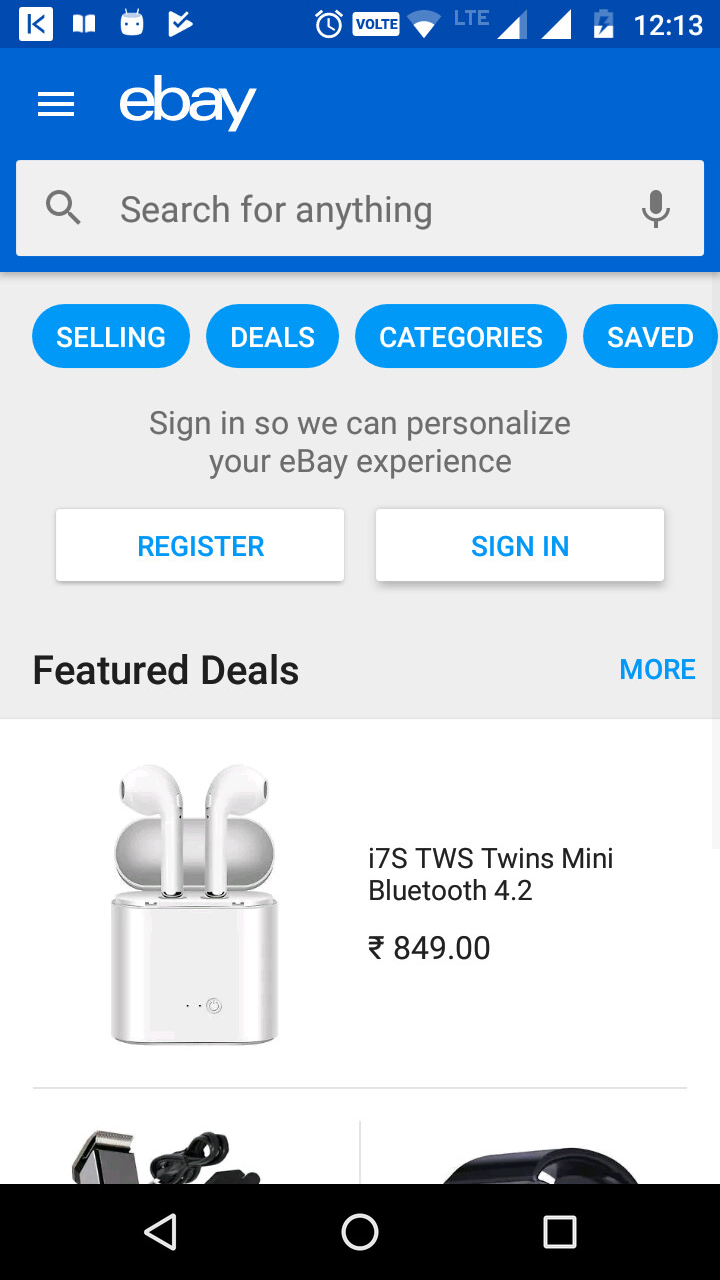 VOLTE LTE 12:13
ebay
Search for anything
SELLING DEALS CATEGORIES SAVED
Sign in so we can personalize
your eBay experience
REGISTER SIGN IN
Featured Deals MORE
i7S TWS Twins Mini
Bluetooth 4.2
₹ 849.00